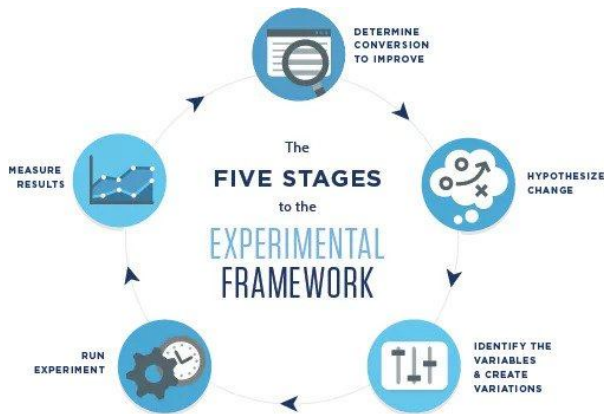 The
FIVE STAGES
to the
EXPERIMENTAL
FRAMEWORK
DETERMINE
CONVERSION
TO IMPROVE
HYPOTHESIZE
CHANGE
IDENTIFY THE
VARIABLES
& CREATE
VARIATIONS
RUN
EXPERIMENT
MEASURE
RESULTS